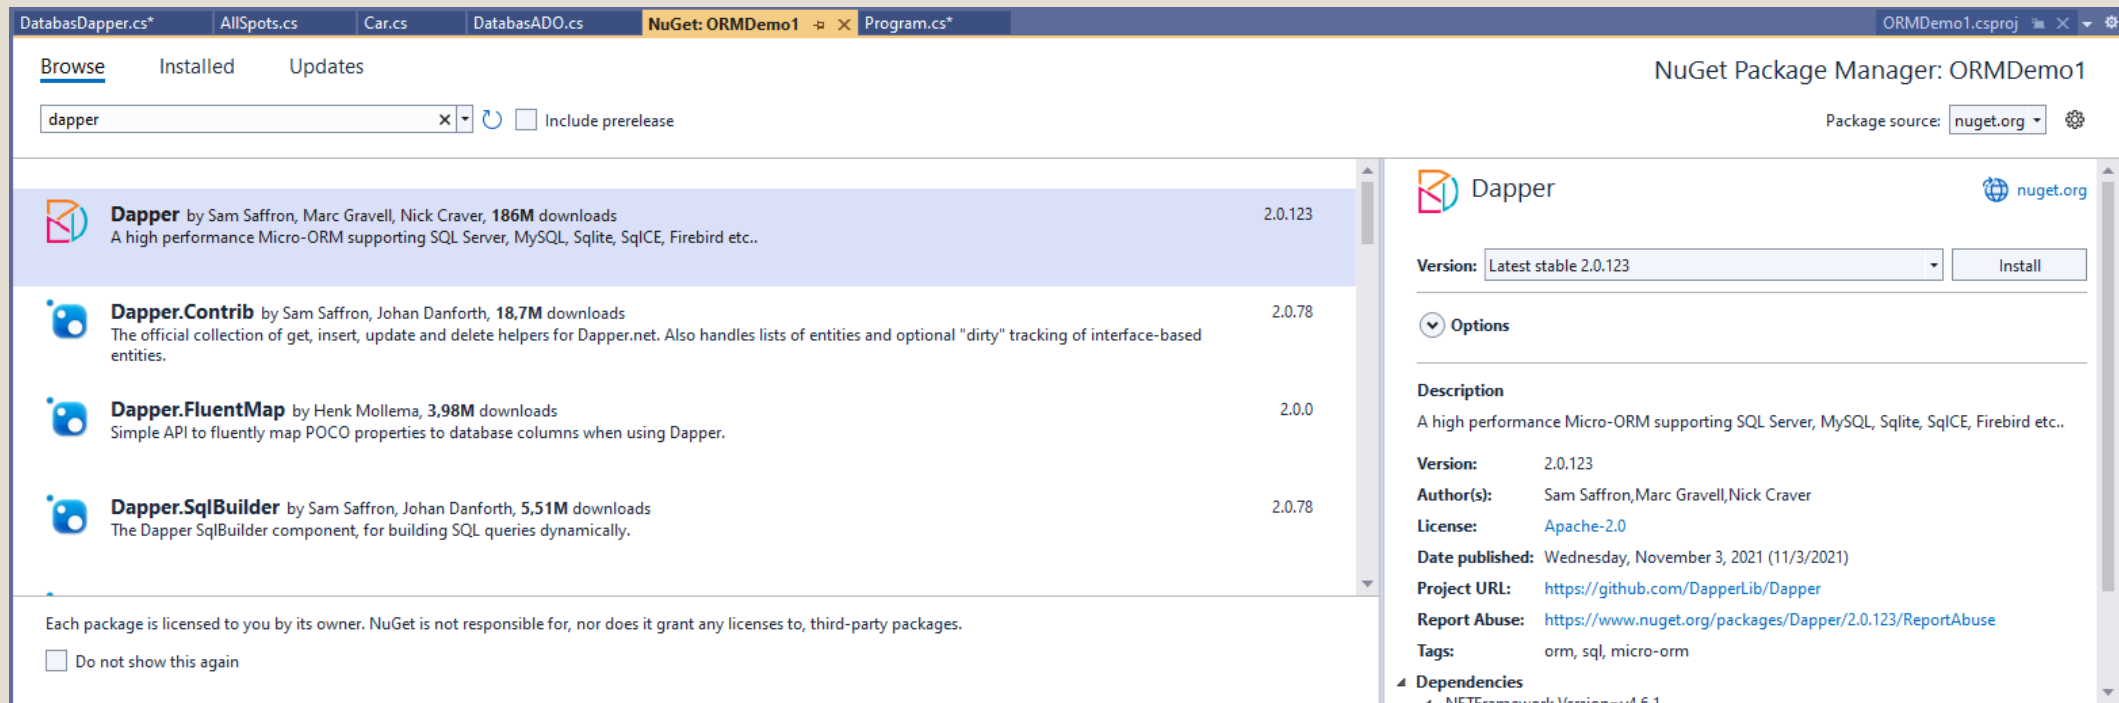 DatabasDapper.cs*
AllSpots.cs
Car.cs
DatabasADO.cs
NuGet: ORMDemo1
Program.cs*
ORMDemo1.csproj
Browse
Installed
Updates
NuGet Package Manager: ORMDemo1
dapper
Include prerelease
Package source: nuget.org
Dapper by Sam Saffron, Marc Gravell, Nick Craver, 186M downloads 2.0.123
A high performance Micro-ORM supporting SQL Server, MySQL, Sqlite, SqlCE, Firebird etc..
Dapper.Contrib by Sam Saffron, Johan Danforth, 18,7M downloads 2.0.78
The official collection of get, insert, update and delete helpers for Dapper.net. Also handles lists of entities and optional "dirty" tracking of interface-based
entities.
Dapper.FluentMap by Henk Mollema, 3,98M downloads 2.0.0
Simple API to fluently map POCO properties to database columns when using Dapper.
Dapper.SqlBuilder by Sam Saffron, Johan Danforth, 5,51M downloads 2.0.78
The Dapper SqlBuilder component, for building SQL queries dynamically.
Each package is licensed to you by its owner. NuGet is not responsible for, nor does it grant any licenses to, third-party packages.
Do not show this again
Dapper
nuget.org
Version: Latest stable 2.0.123 Install
Options
Description
A high performance Micro-ORM supporting SQL Server, MySQL, Sqlite, SqlCE, Firebird etc..
Version: 2.0.123
Author(s): Sam Saffron,Marc Gravell,Nick Craver
License: Apache-2.0
Date published: Wednesday, November 3, 2021 (11/3/2021)
Project URL: https://github.com/DapperLib/Dapper
Report Abuse: https://www.nuget.org/packages/Dapper/2.0.123/ReportAbuse
Tags: orm, sql, micro-orm
Dependencies
.NETFramework,Version=v4.6.1